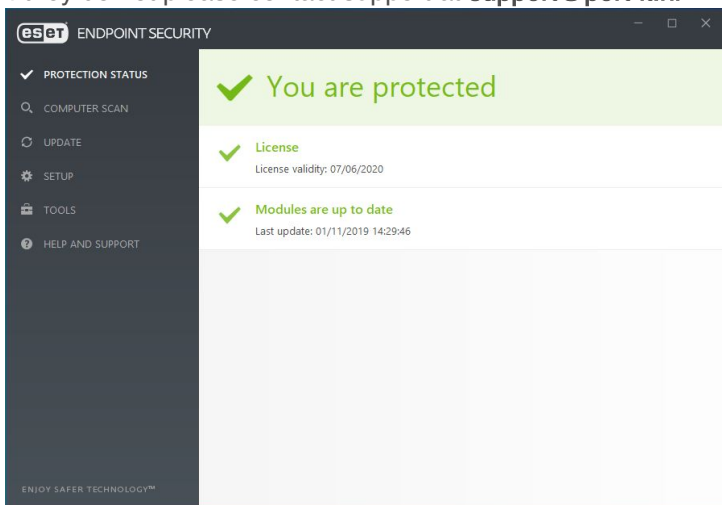 eset ENDPOINT SECURITY
PROTECTION STATUS
COMPUTER SCAN
UPDATE
SETUP
TOOLS
HELP AND SUPPORT
ENJOY SAFER TECHNOLOGY™
You are protected
License
License validity: 07/06/2020
Modules are up to date
Last update: 01/11/2019 14:29:46